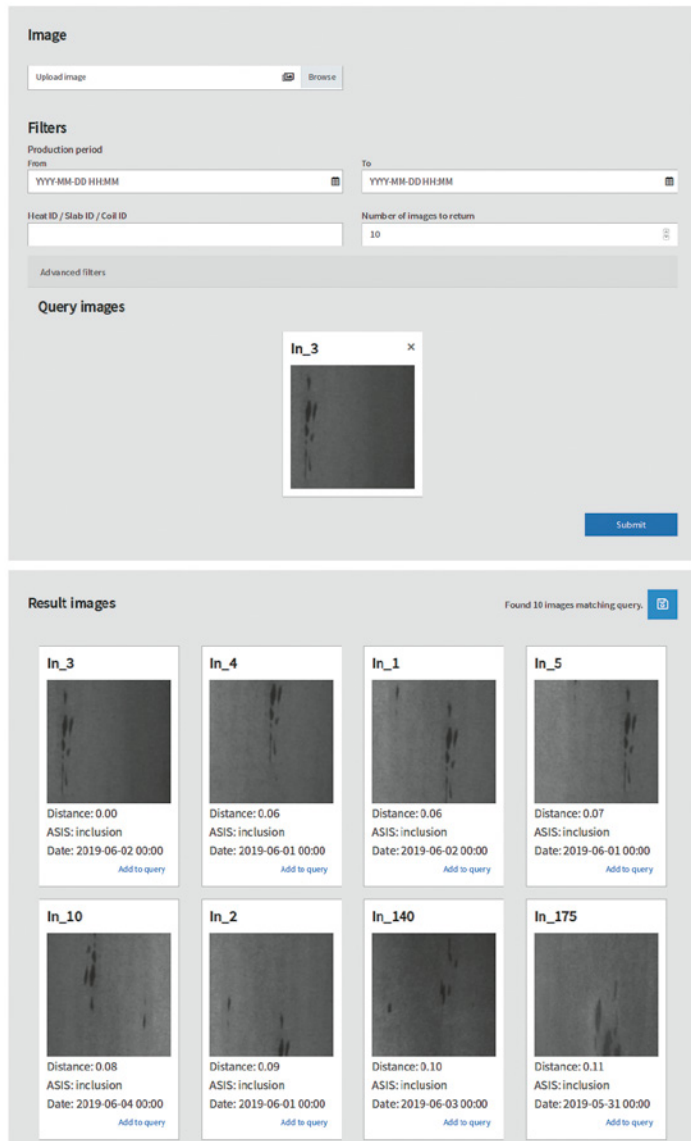 Image
Upload image Browse
Filters
Production period
From To
YYYY-MM-DD HH:MM YYYY-MM-DD HH:MM
Heat ID / Slab ID / Coil ID Number of images to return
10
Advanced filters
Query images
In_3 ×
Submit
Result images Found 10 images matching query.
In_3 In_4 In_1 In_5
Distance: 0.00 Distance: 0.06 Distance: 0.06 Distance: 0.07
ASIS: inclusion ASIS: inclusion ASIS: inclusion ASIS: inclusion
Date: 2019-06-02 00:00 Date: 2019-06-01 00:00 Date: 2019-06-02 00:00 Date: 2019-06-01 00:00
Add to query Add to query Add to query Add to query
In_10 In_2 In_140 In_175
Distance: 0.08 Distance: 0.09 Distance: 0.10 Distance: 0.11
ASIS: inclusion ASIS: inclusion ASIS: inclusion ASIS: inclusion
Date: 2019-06-04 00:00 Date: 2019-06-01 00:00 Date: 2019-06-03 00:00 Date: 2019-05-31 00:00
Add to query Add to query Add to query Add to query